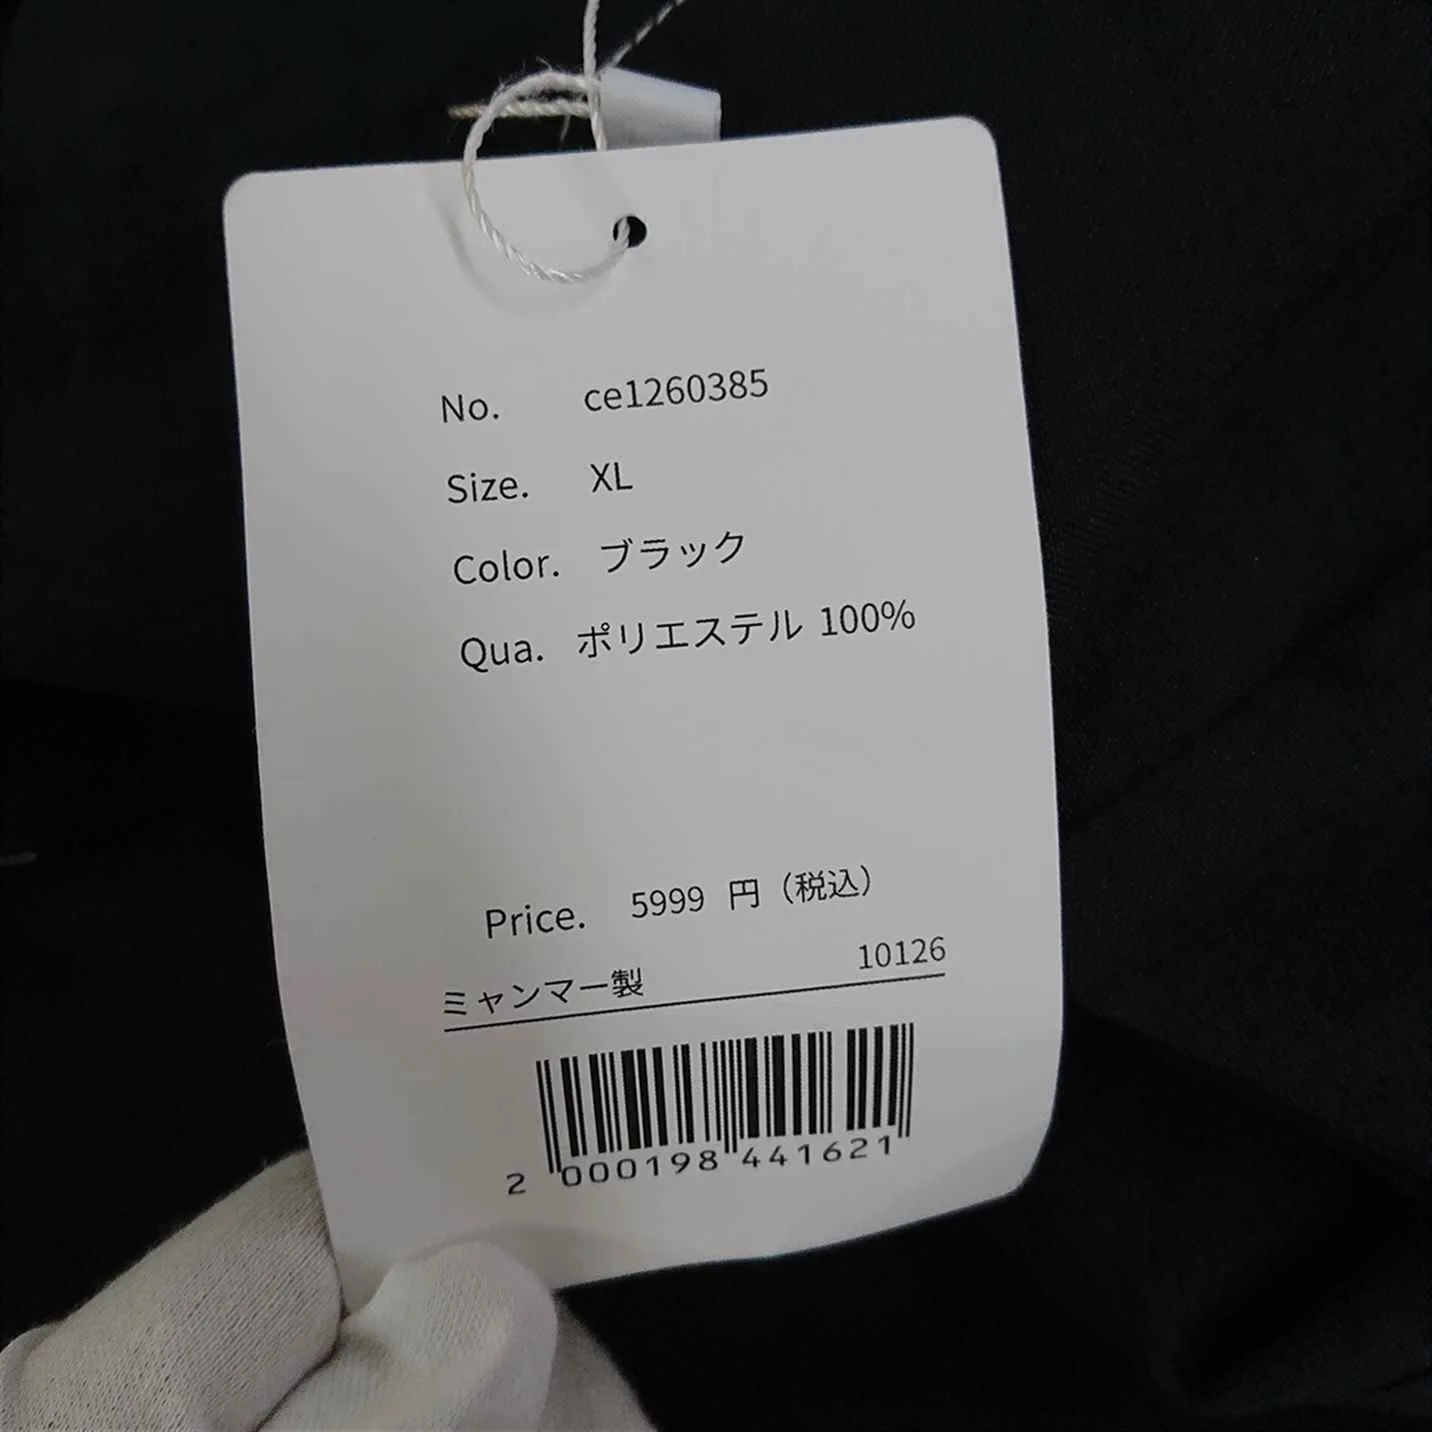 No. ce1260385
Size. XL
Color. ブラック
Qua. ポリエステル 100%
Price. 5999 円（税込）
ミャンマー製 10126
2 000198 441621